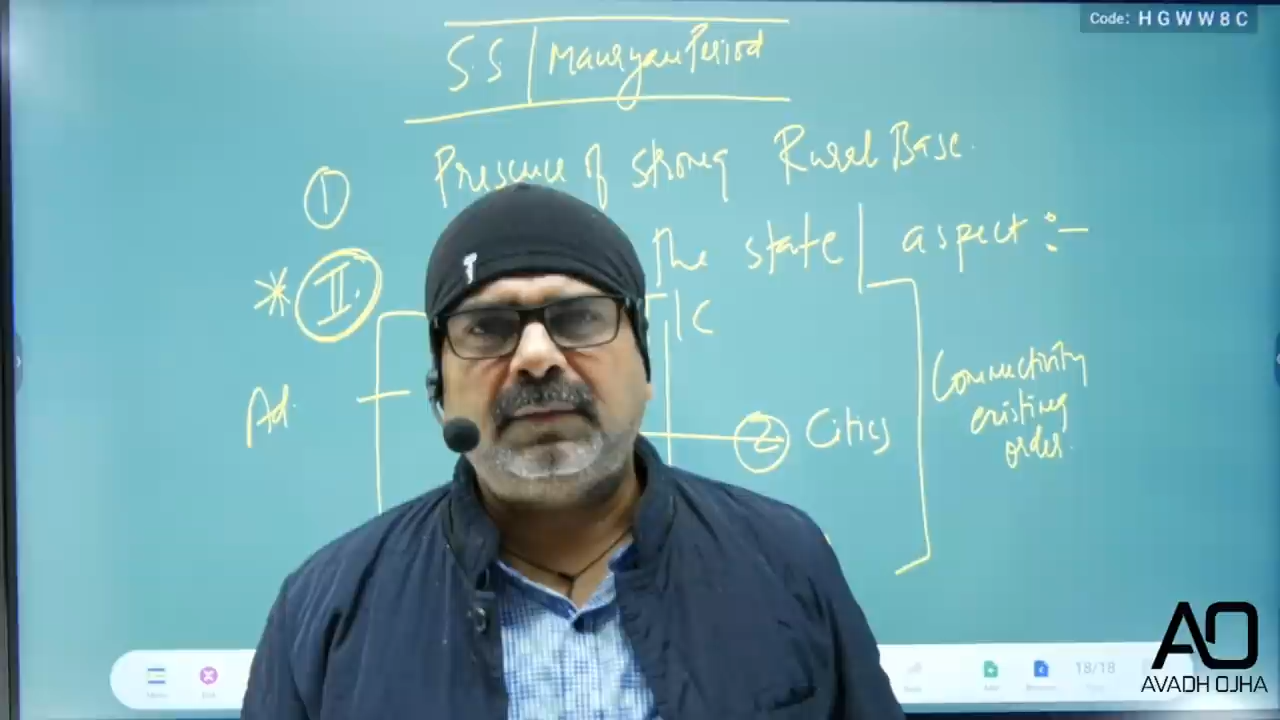 Code: HGWW8C
S.S | Mauryan Period
① Presence of strong Rural Base.
* II. The state | aspect :-
T/C
Ad. ② Cities
Connectivity
existing
order.
18/18
AO
AVADH OJHA